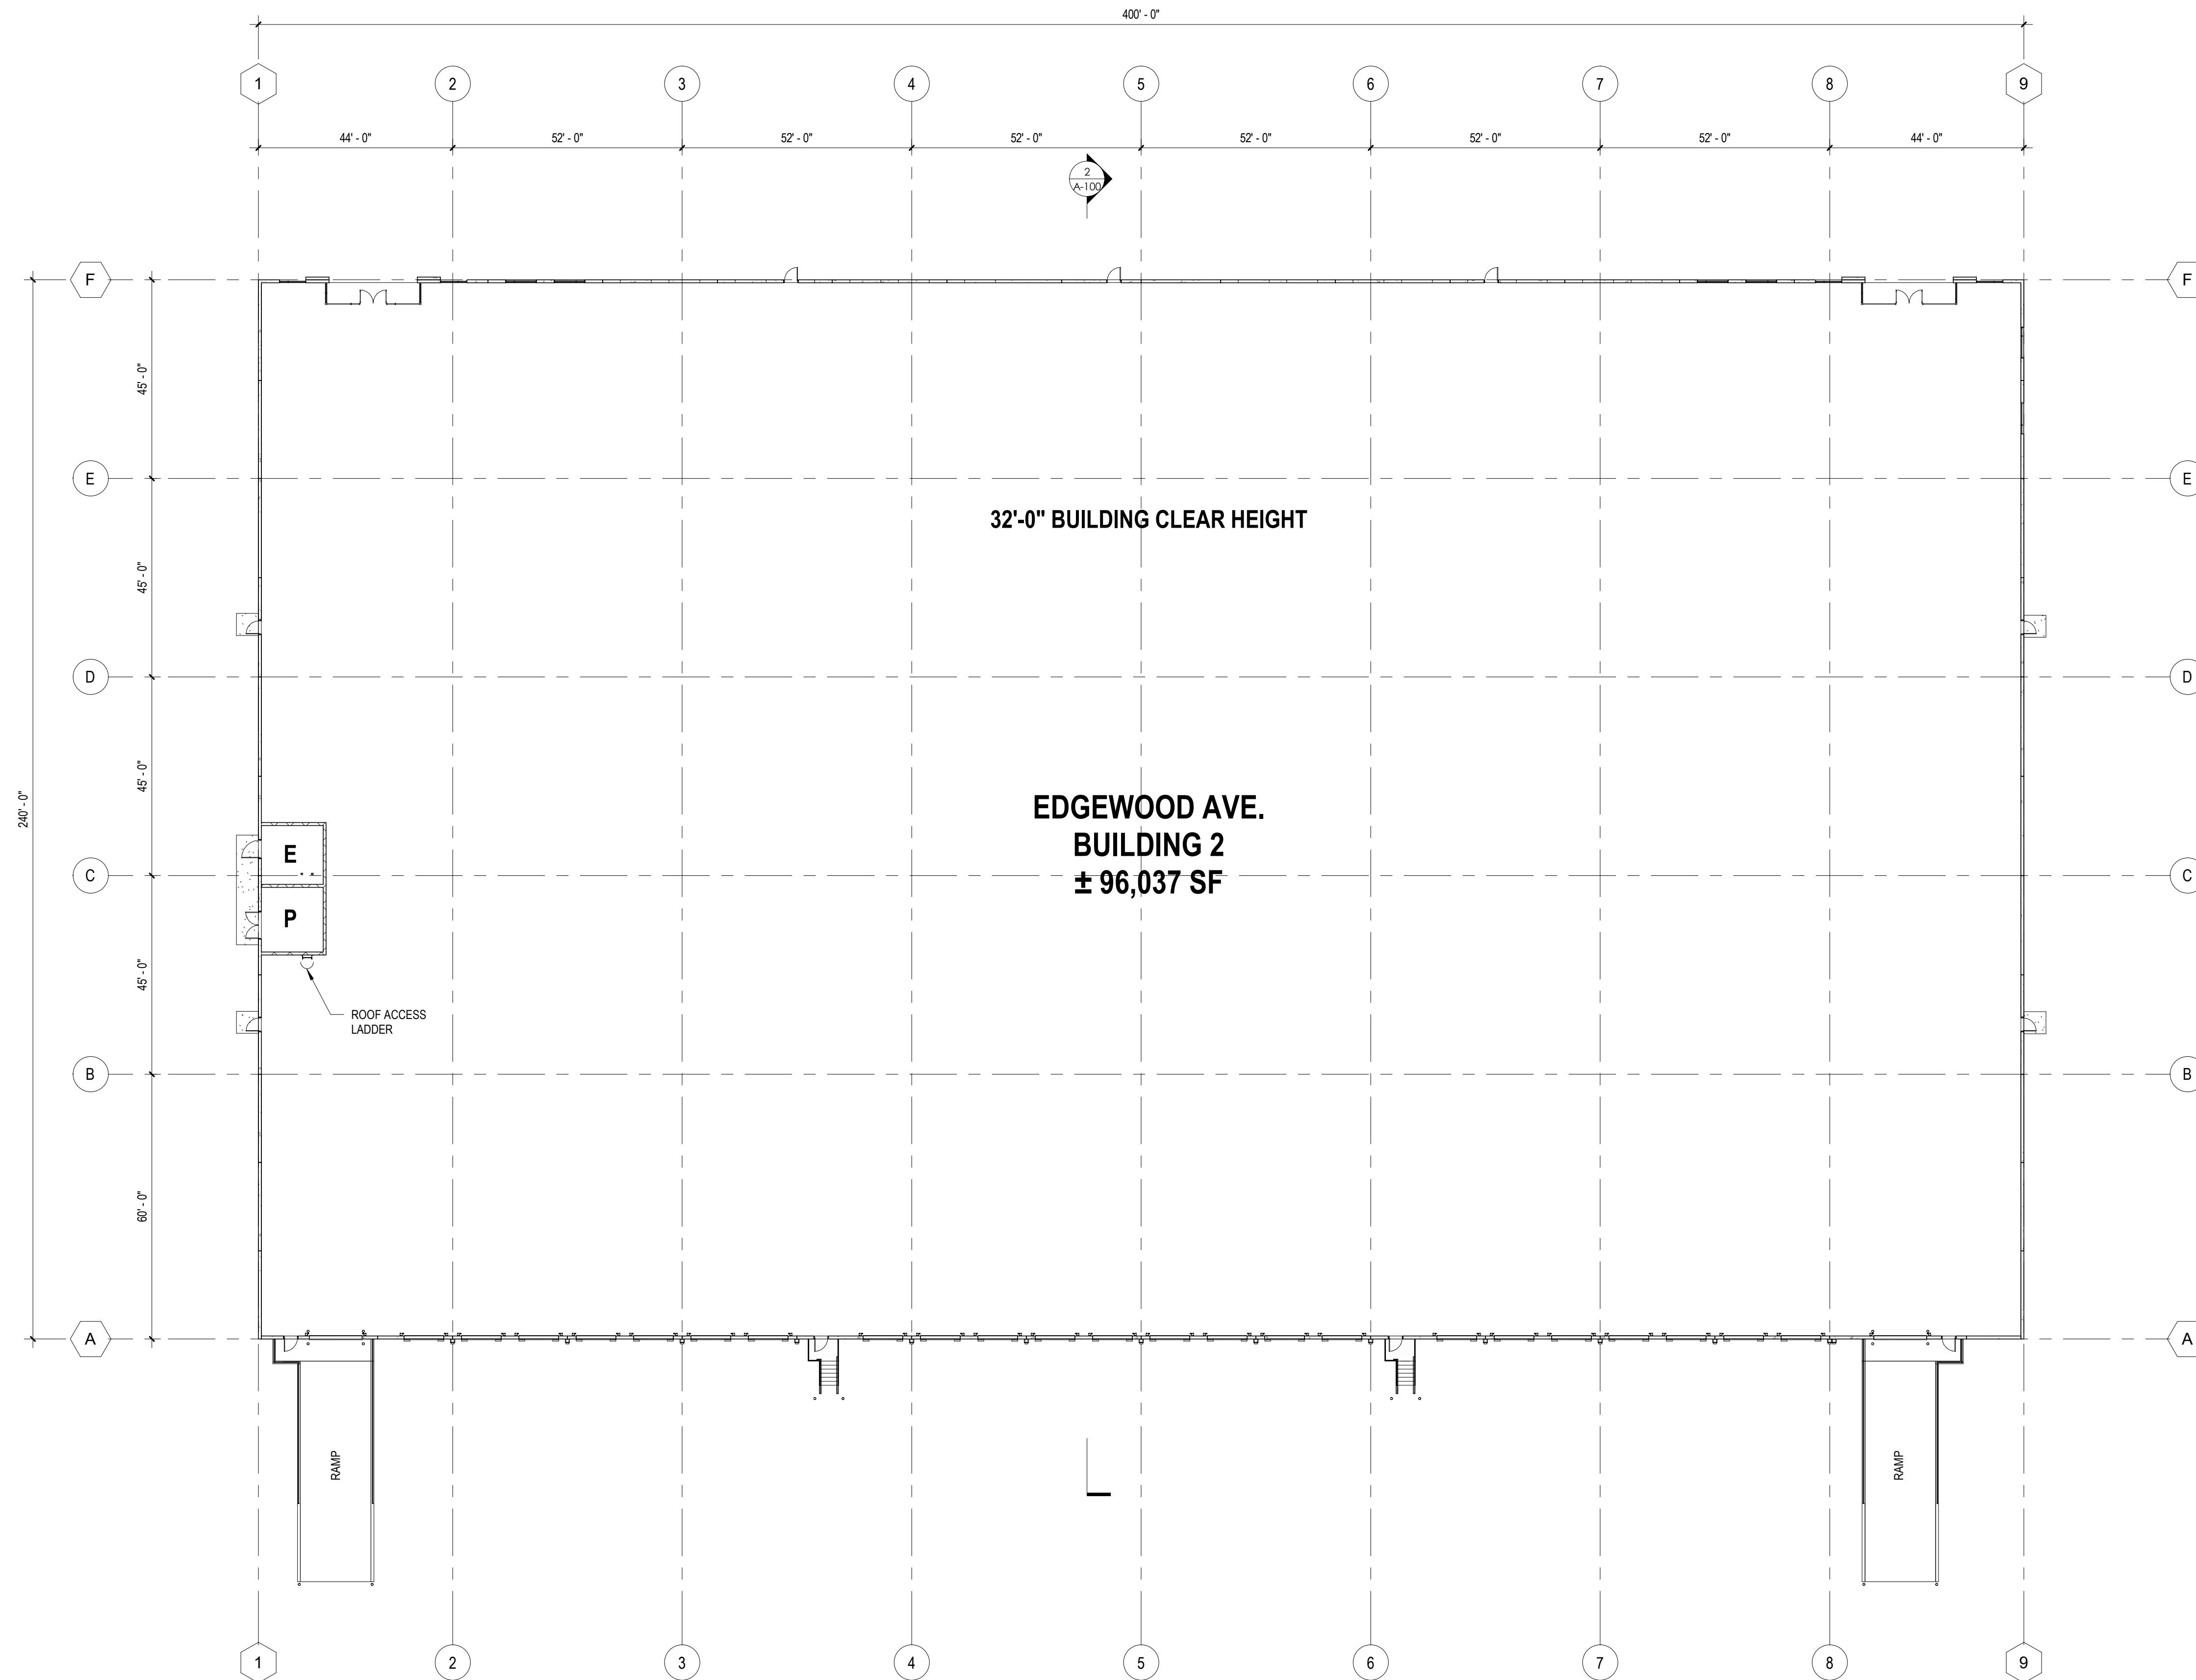 400' - 0"
1 2 3 4 5 6 7 8 9
44' - 0" 52' - 0" 52' - 0" 52' - 0" 52' - 0" 52' - 0" 52' - 0" 44' - 0"
2
A-100
F F
45' - 0"
E E
32'-0" BUILDING CLEAR HEIGHT
45' - 0"
D D
45' - 0"
240' - 0"
EDGEWOOD AVE.
BUILDING 2
± 96,037 SF
E
C C
P
45' - 0"
ROOF ACCESS
LADDER
B B
60' - 0"
A A
RAMP RAMP
1 2 3 4 5 6 7 8 9